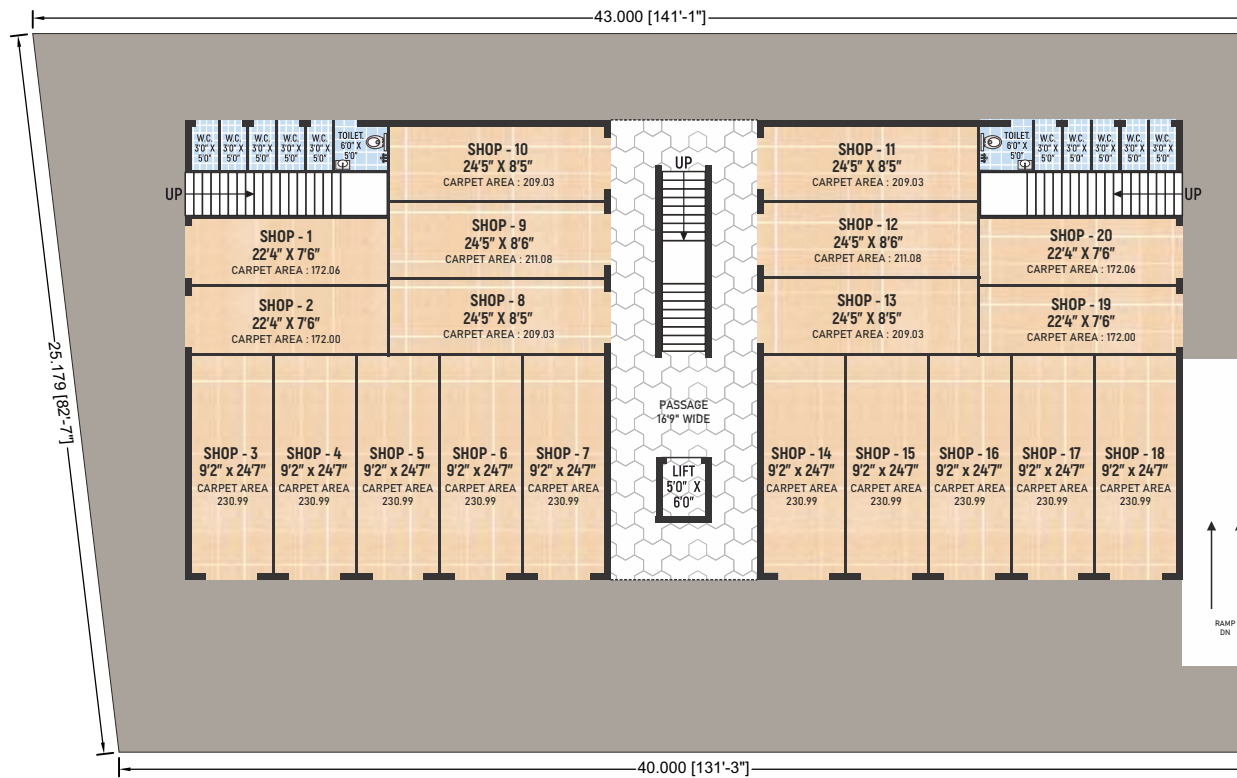 43.000 [141'-1"]
W.C.
3'0" X
5'0"
W.C.
3'0" X
5'0"
W.C.
3'0" X
5'0"
W.C.
3'0" X
5'0"
W.C.
3'0" X
5'0"
TOILET.
6'0" X
5'0"
UP
SHOP - 10
24'5" X 8'5"
CARPET AREA : 209.03
SHOP - 9
24'5" X 8'6"
CARPET AREA : 211.08
SHOP - 8
24'5" X 8'5"
CARPET AREA : 209.03
SHOP - 1
22'4" X 7'6"
CARPET AREA : 172.06
SHOP - 2
22'4" X 7'6"
CARPET AREA : 172.00
UP
SHOP - 11
24'5" X 8'5"
CARPET AREA : 209.03
SHOP - 12
24'5" X 8'6"
CARPET AREA : 211.08
SHOP - 13
24'5" X 8'5"
CARPET AREA : 209.03
TOILET.
6'0" X
5'0"
W.C.
3'0" X
5'0"
W.C.
3'0" X
5'0"
W.C.
3'0" X
5'0"
W.C.
3'0" X
5'0"
W.C.
3'0" X
5'0"
UP
SHOP - 20
22'4" X 7'6"
CARPET AREA : 172.06
SHOP - 19
22'4" X 7'6"
CARPET AREA : 172.00
25.179 [82'-7"]
SHOP - 3
9'2" x 24'7"
CARPET AREA
230.99
SHOP - 4
9'2" x 24'7"
CARPET AREA
230.99
SHOP - 5
9'2" x 24'7"
CARPET AREA
230.99
SHOP - 6
9'2" x 24'7"
CARPET AREA
230.99
SHOP - 7
9'2" x 24'7"
CARPET AREA
230.99
PASSAGE
16'9" WIDE
LIFT
5'0" X
6'0"
SHOP - 14
9'2" x 24'7"
CARPET AREA
230.99
SHOP - 15
9'2" x 24'7"
CARPET AREA
230.99
SHOP - 16
9'2" x 24'7"
CARPET AREA
230.99
SHOP - 17
9'2" x 24'7"
CARPET AREA
230.99
SHOP - 18
9'2" x 24'7"
CARPET AREA
230.99
RAMP
DN
40.000 [131'-3"]